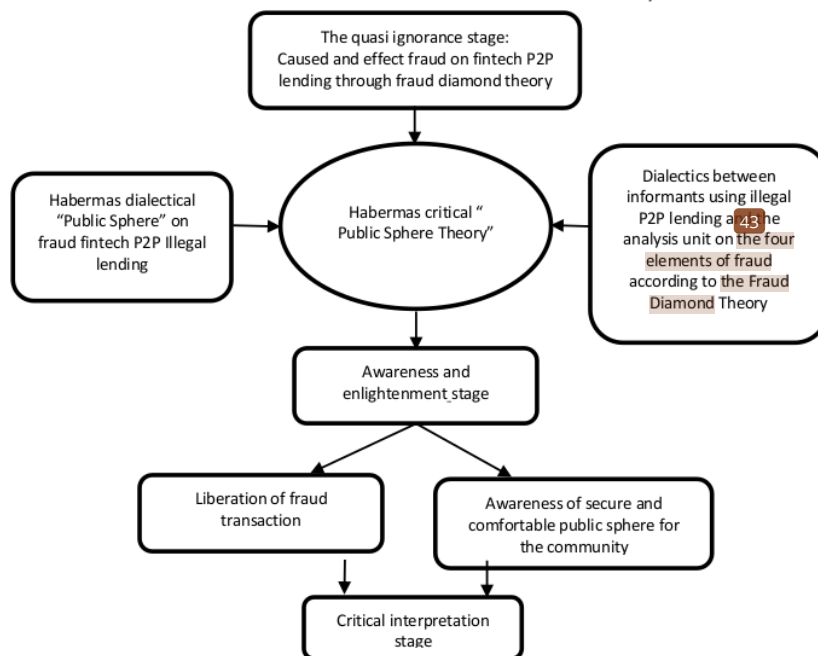 The quasi ignorance stage:
Caused and effect fraud on fintech P2P
lending through fraud diamond theory
Habermas dialectical
“Public Sphere” on
fraud fintech P2P Illegal
lending
Habermas critical “
Public Sphere Theory”
Dialectics between
informants using illegal
P2P lending and the
43
analysis unit on the four
elements of fraud
according to the Fraud
Diamond Theory
Awareness and
enlightenment stage
Liberation of fraud
transaction
Awareness of secure and
comfortable public sphere for
the community
Critical interpretation
stage